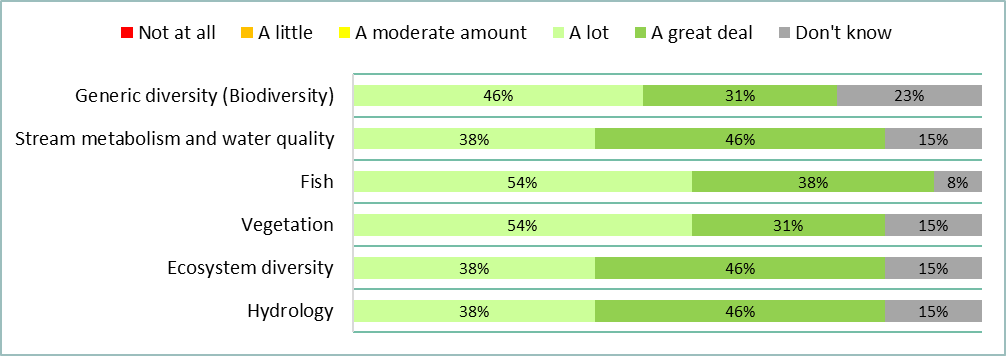 Not at all A little A moderate amount A lot A great deal Don't know
Generic diversity (Biodiversity) 46% 31% 23%
Stream metabolism and water quality 38% 46% 15%
Fish 54% 38% 8%
Vegetation 54% 31% 15%
Ecosystem diversity 38% 46% 15%
Hydrology 38% 46% 15%